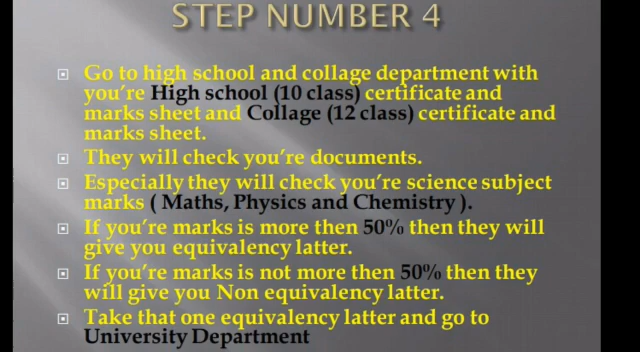 STEP NUMBER 4
Go to high school and collage department with
you're High school (10 class) certificate and
marks sheet and Collage (12 class) certificate and
marks sheet.
They will check you're documents.
Especially they will check you're science subject
marks ( Maths, Physics and Chemistry ).
If you're marks is more then 50% then they will
give you equivalency latter.
If you're marks is not more then 50% then they
will give you Non equivalency latter.
Take that one equivalency latter and go to
University Department